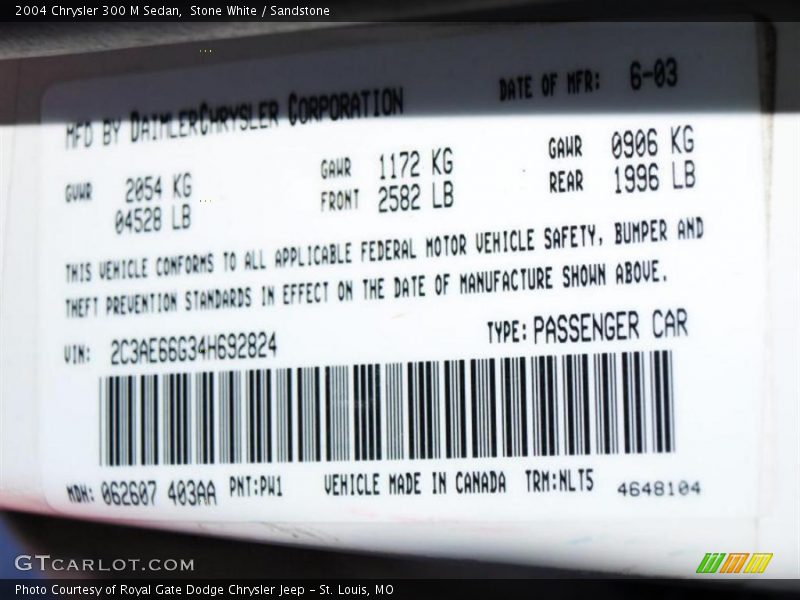 2004 Chrysler 300 M Sedan,  Stone White / Sandstone
MFD BY DAIMLERCHRYSLER CORPORATION
DATE OF MFR: 6-03
GVWR 2054 KG
04528 LB
GAWR 1172 KG
FRONT 2582 LB
GAWR 0906 KG
REAR 1996 LB
THIS VEHICLE CONFORMS TO ALL APPLICABLE FEDERAL MOTOR VEHICLE SAFETY, BUMPER AND
THEFT PREVENTION STANDARDS IN EFFECT ON THE DATE OF MANUFACTURE SHOWN ABOVE.
VIN: 2C3AE66G34H692824
TYPE: PASSENGER CAR
MDH: 062607 403AA PNT:PW1 VEHICLE MADE IN CANADA TRM:NLT5 4648104
GTCARLOT.COM
Photo Courtesy of Royal Gate Dodge Chrysler Jeep - St. Louis, MO